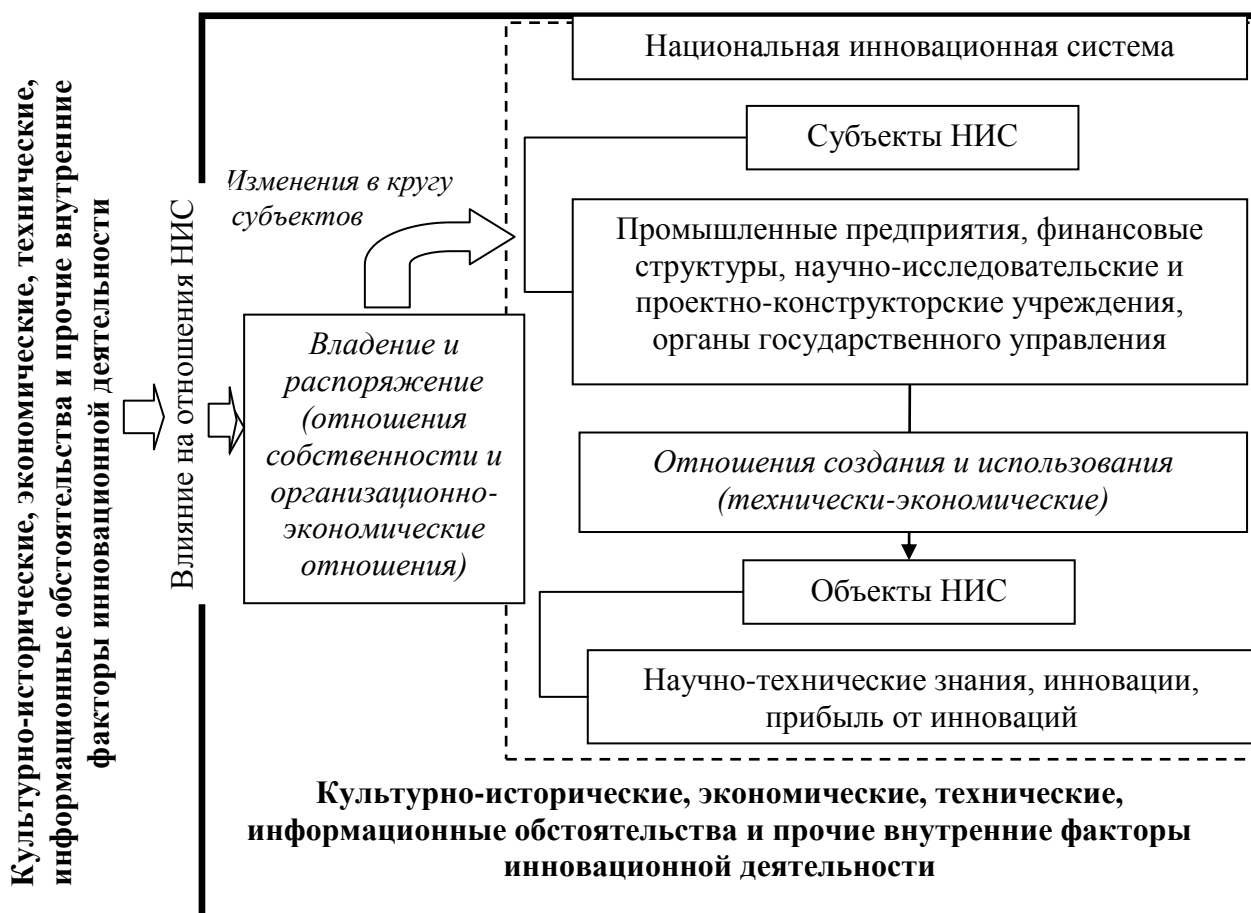 Культурно-исторические, экономические, технические,
информационные обстоятельства и прочие внутренние
факторы инновационной деятельности
Влияние на отношения НИС
Изменения в кругу
субъектов
Владение и
распоряжение
(отношения
собственности и
организационно-
экономические
отношения)
Национальная инновационная система
Субъекты НИС
Промышленные предприятия, финансовые
структуры, научно-исследовательские и
проектно-конструкторские учреждения,
органы государственного управления
Отношения создания и использования
(технически-экономические)
Объекты НИС
Научно-технические знания, инновации,
прибыль от инноваций
Культурно-исторические, экономические, технические,
информационные обстоятельства и прочие внутренние факторы
инновационной деятельности